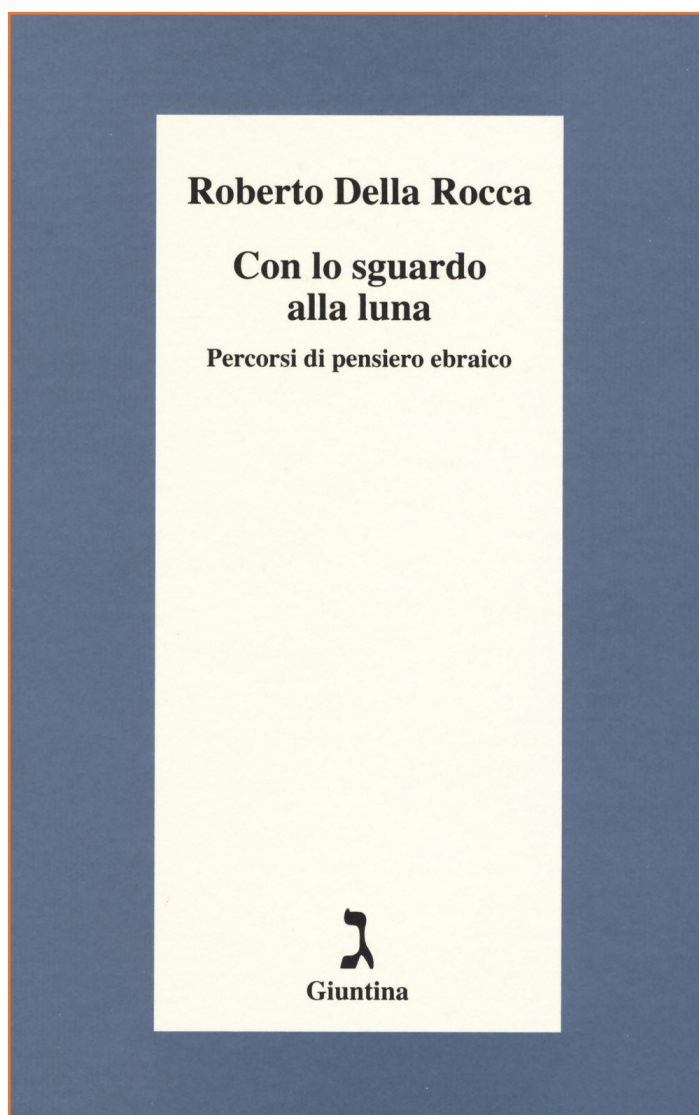 Roberto Della Rocca
Con lo sguardo
alla luna
Percorsi di pensiero ebraico
ג
Giuntina